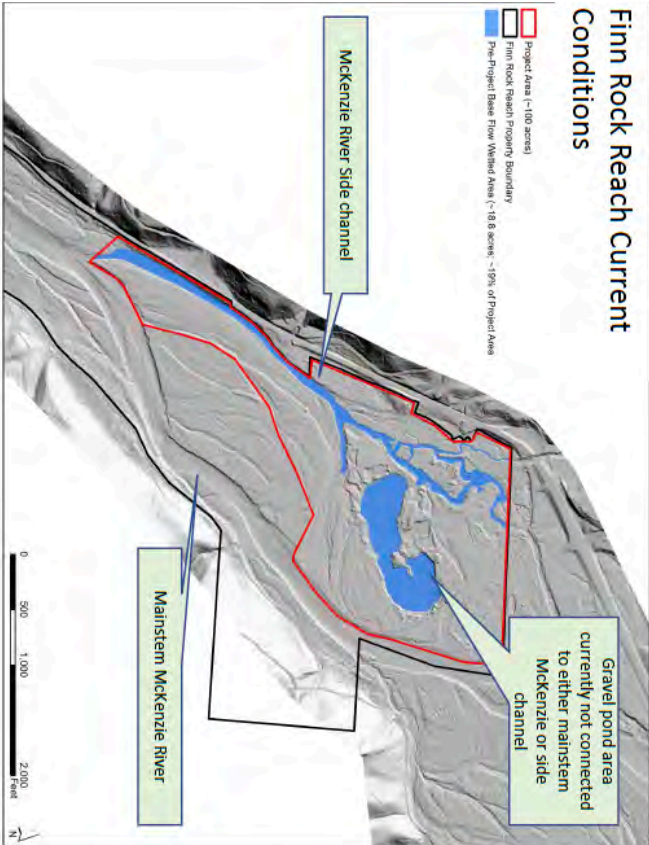 Finn Rock Reach Current
Conditions
Project Area (~100 acres)
Finn Rock Reach Property Boundary
Pre-Project Base Flow Wetted Area (~18.8 acres; ~19% of Project Area
McKenzie River Side channel
Gravel pond area
currently not connected
to either mainstem
McKenzie or side
channel
Mainstem McKenzie River
0 500 1,000 2,000
Feet
N